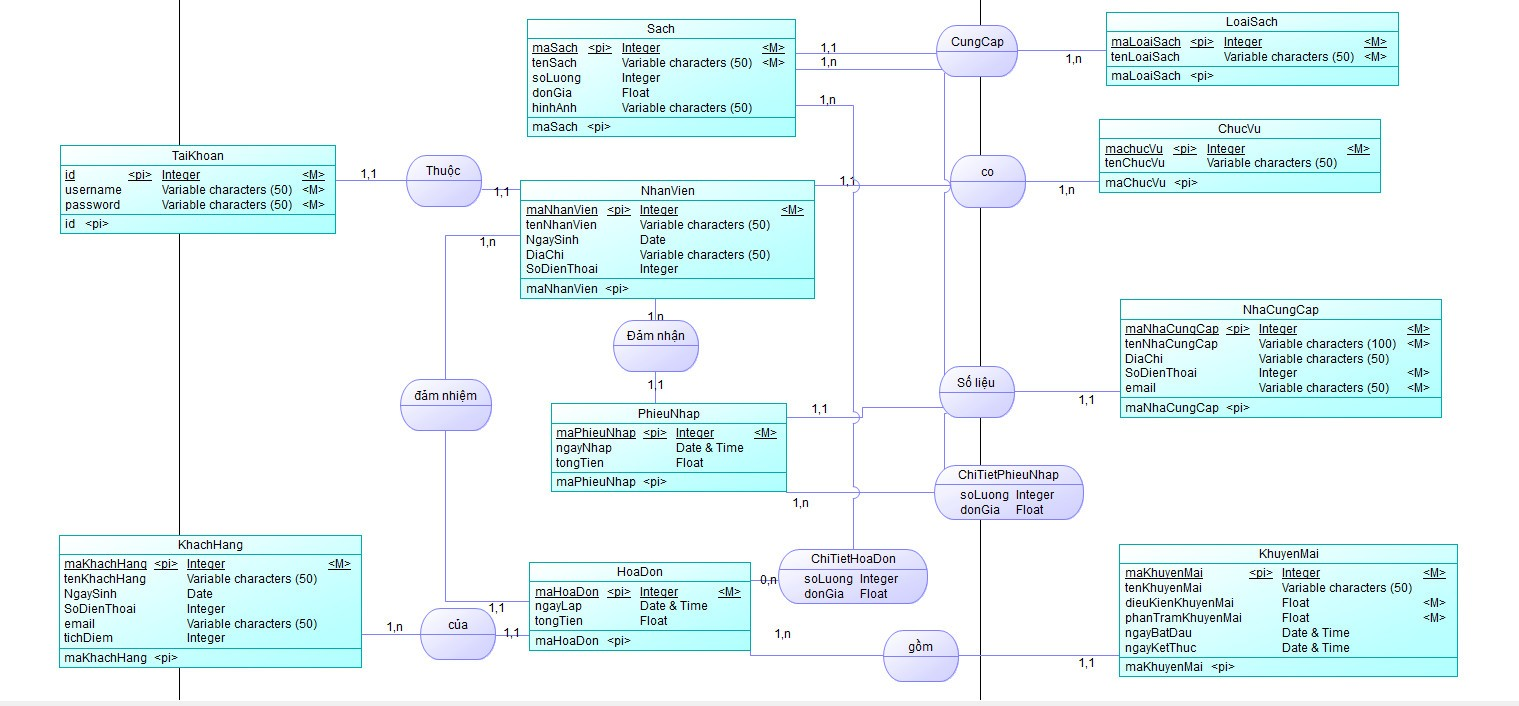 Sach
maSach <pi> Integer <M>
tenSach Variable characters (50) <M>
soLuong Integer
donGia Float
hinhAnh Variable characters (50)
maSach <pi>
1,1
1,n
1,n
CungCap
1,n
LoaiSach
maLoaiSach <pi> Integer <M>
tenLoaiSach Variable characters (50) <M>
maLoaiSach <pi>
ChucVu
machucVu <pi> Integer <M>
tenChucVu Variable characters (50)
maChucVu <pi>
TaiKhoan
id <pi> Integer <M>
username Variable characters (50) <M>
password Variable characters (50) <M>
id <pi>
1,1
Thuộc
1,1
NhanVien
maNhanVien <pi> Integer <M>
tenNhanVien Variable characters (50)
NgaySinh Date
DiaChi Variable characters (50)
SoDienThoai Integer
maNhanVien <pi>
1,1
co
1,n
1,n
1,n
Đảm nhận
1,1
đảm nhiệm
NhaCungCap
maNhaCungCap <pi> Integer <M>
tenNhaCungCap Variable characters (100) <M>
DiaChi Variable characters (50)
SoDienThoai Integer <M>
email Variable characters (50) <M>
maNhaCungCap <pi>
PhieuNhap
maPhieuNhap <pi> Integer <M>
ngayNhap Date & Time
tongTien Float
maPhieuNhap <pi>
1,1
Số liệu
1,1
1,n
ChiTietPhieuNhap
soLuong Integer
donGia Float
KhachHang
maKhachHang <pi> Integer <M>
tenKhachHang Variable characters (50)
NgaySinh Date
SoDienThoai Integer
email Variable characters (50)
tichDiem Integer
maKhachHang <pi>
1,n
của
1,1
1,1
HoaDon
maHoaDon <pi> Integer <M>
ngayLap Date & Time
tongTien Float
maHoaDon <pi>
0,n
ChiTietHoaDon
soLuong Integer
donGia Float
1,n
gồm
1,1
KhuyenMai
maKhuyenMai <pi> Integer <M>
tenKhuyenMai Variable characters (50)
dieuKienKhuyenMai Float <M>
phanTramKhuyenMai Float <M>
ngayBatDau Date & Time
ngayKetThuc Date & Time
maKhuyenMai <pi>